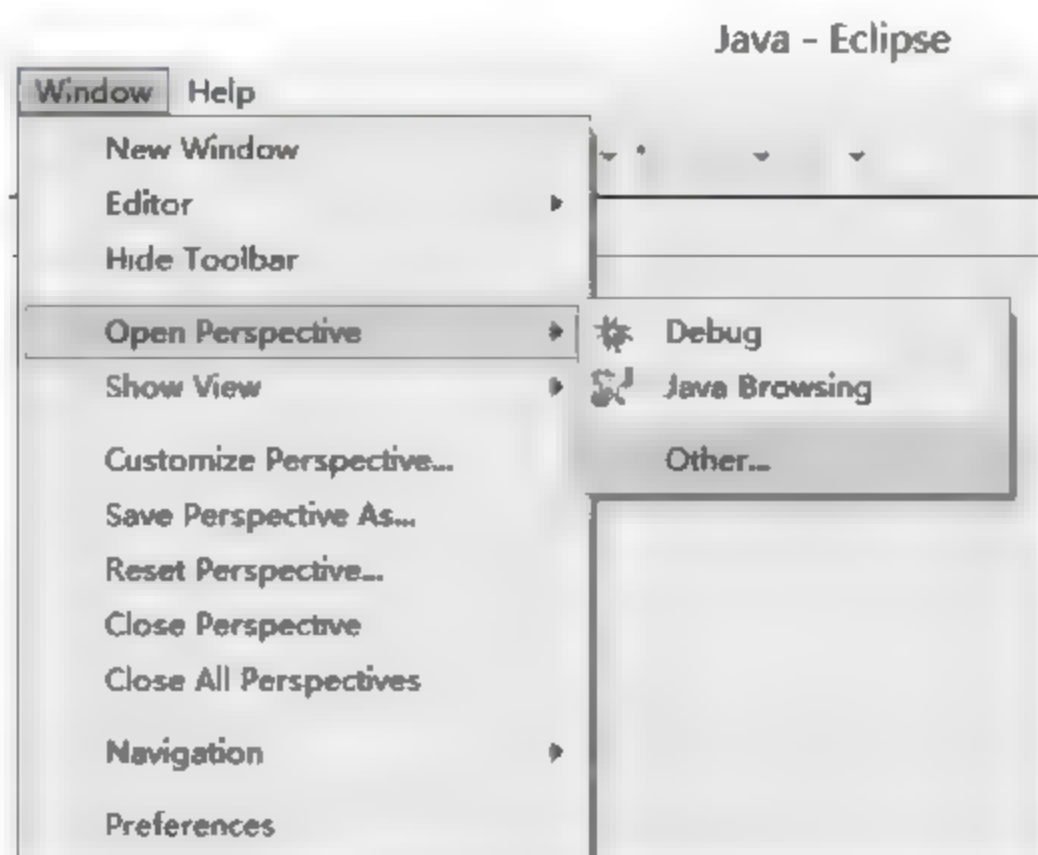 Java - Eclipse
Window Help
New Window
Editor
Hide Toolbar
Open Perspective
Debug
Show View
Java Browsing
Customize Perspective...
Other...
Save Perspective As...
Reset Perspective...
Close Perspective
Close All Perspectives
Navigation
Preferences